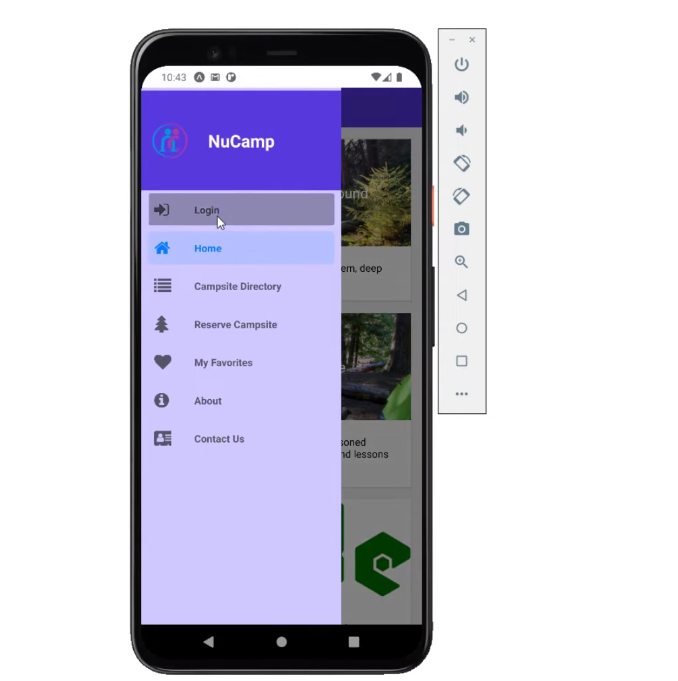 10:43
NuCamp
Login
Home
Campsite Directory
Reserve Campsite
My Favorites
About
Contact Us
ound
em, deep
e
soned
nd lessons